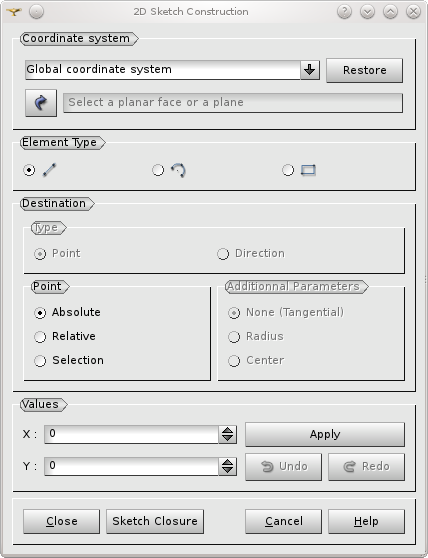 2D Sketch Construction
Coordinate system
Global coordinate system
Restore
Select a planar face or a plane
Element Type
Destination
Type
Point Direction
Point
Absolute
Relative
Selection
Additionnal Parameters
None (Tangential)
Radius
Center
Values
X : 0
Apply
Y : 0
Undo Redo
Close Sketch Closure Cancel Help